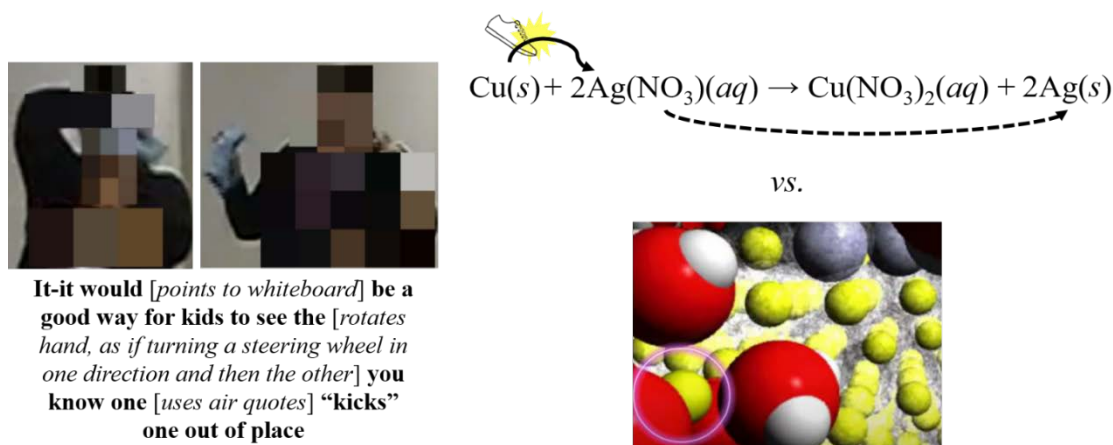 Cu(s) + 2Ag(NO₃)(aq) → Cu(NO₃)₂(aq) + 2Ag(s)
vs.
It-it would [points to whiteboard] be a
good way for kids to see the [rotates
hand, as if turning a steering wheel in
one direction and then the other] you
know one [uses air quotes] “kicks”
one out of place